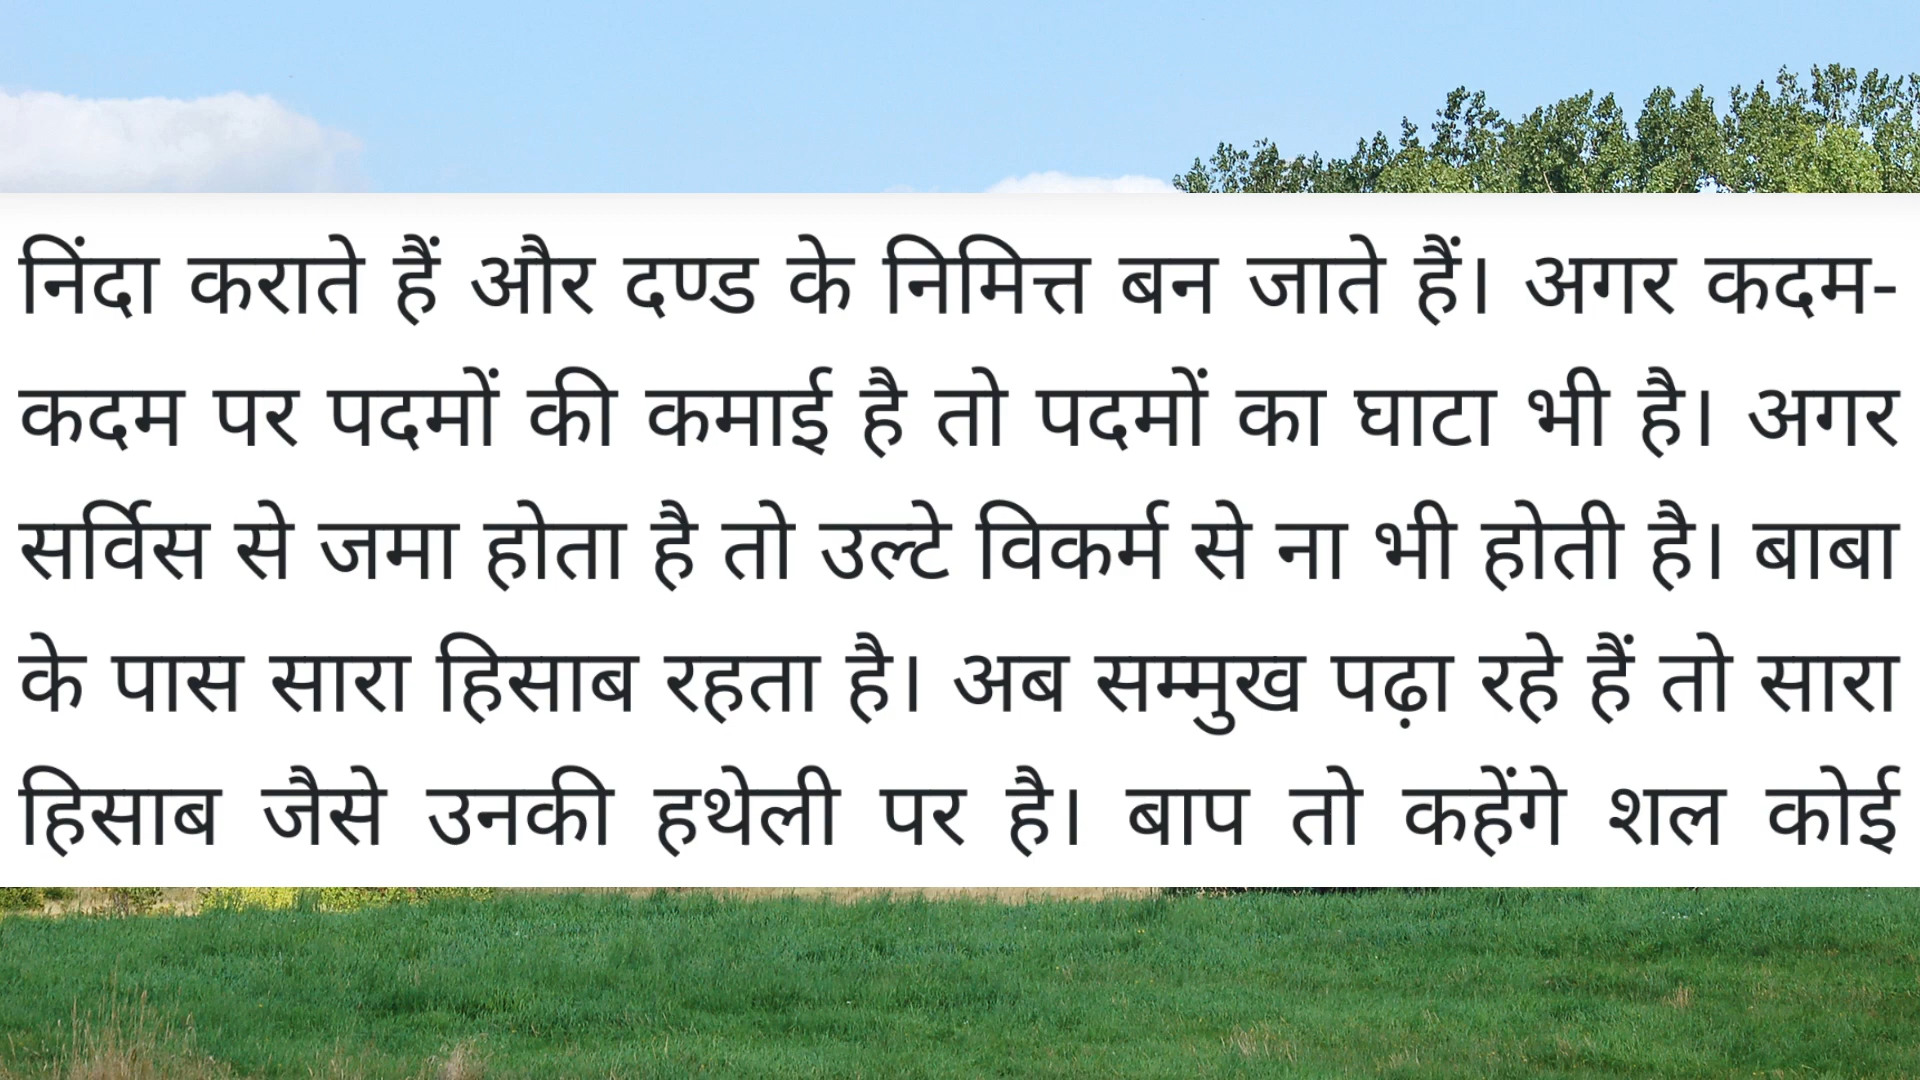 निंदा कराते हैं और दण्ड के निमित्त बन जाते हैं। अगर कदम-
कदम पर पदमों की कमाई है तो पदमों का घाटा भी है। अगर
सर्विस से जमा होता है तो उल्टे विकर्म से ना भी होती है। बाबा
के पास सारा हिसाब रहता है। अब सम्मुख पढ़ा रहे हैं तो सारा
हिसाब जैसे उनकी हथेली पर है। बाप तो कहेंगे शल कोई